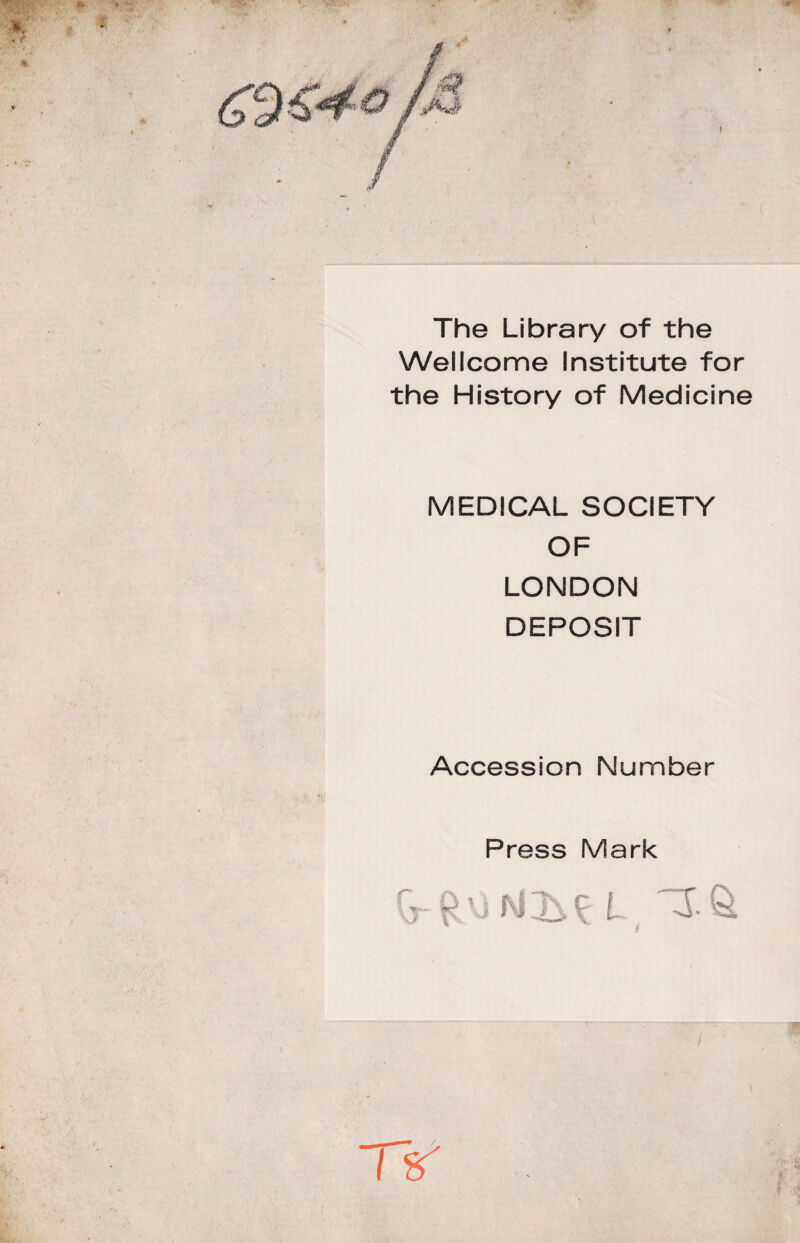 69540/B
The Library of the
Wellcome Institute for
the History of Medicine
MEDICAL SOCIETY
OF
LONDON
DEPOSIT
Accession Number
Press Mark
GRUNDEL, J.B.
T8